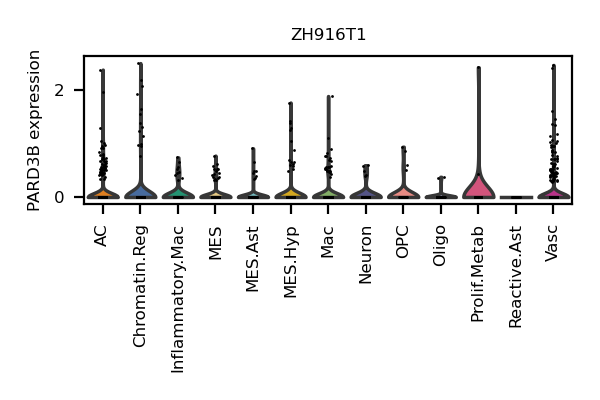 ZH916T1
PARD3B expression
2
0
AC
Chromatin.Reg
Inflammatory.Mac
MES
MES.Ast
MES.Hyp
Mac
Neuron
OPC
Oligo
Prolif.Metab
Reactive.Ast
Vasc